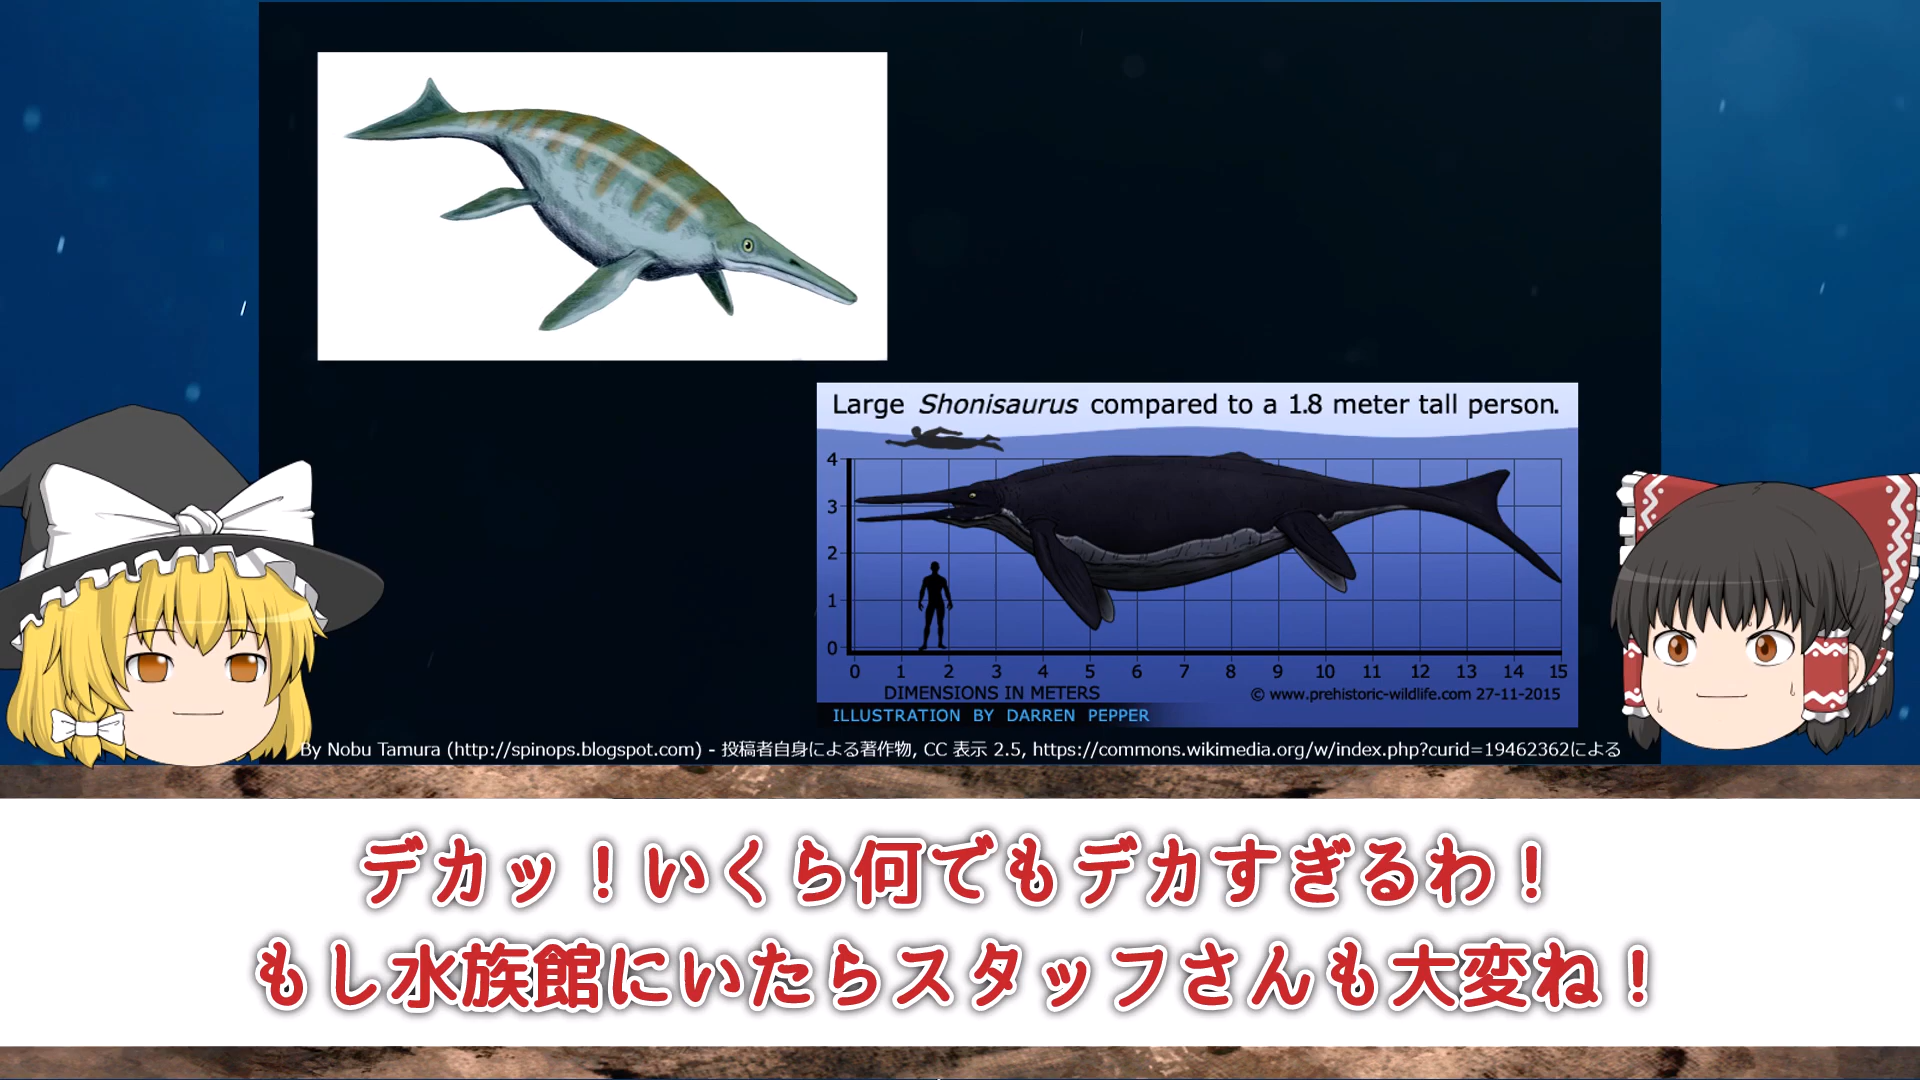 Large Shonisaurus compared to a 1.8 meter tall person.
4
3
2
1
0
0 1 2 3 4 5 6 7 8 9 10 11 12 13 14 15
DIMENSIONS IN METERS
© www.prehistoric-wildlife.com 27-11-2015
ILLUSTRATION BY DARREN PEPPER
By Nobu Tamura (http://spinops.blogspot.com) - 投稿者自身による著作物, CC 表示 2.5, https://commons.wikimedia.org/w/index.php?curid=19462362による
デカッ！いくら何でもデカすぎるわ！
もし水族館にいたらスタッフさんも大変ね！